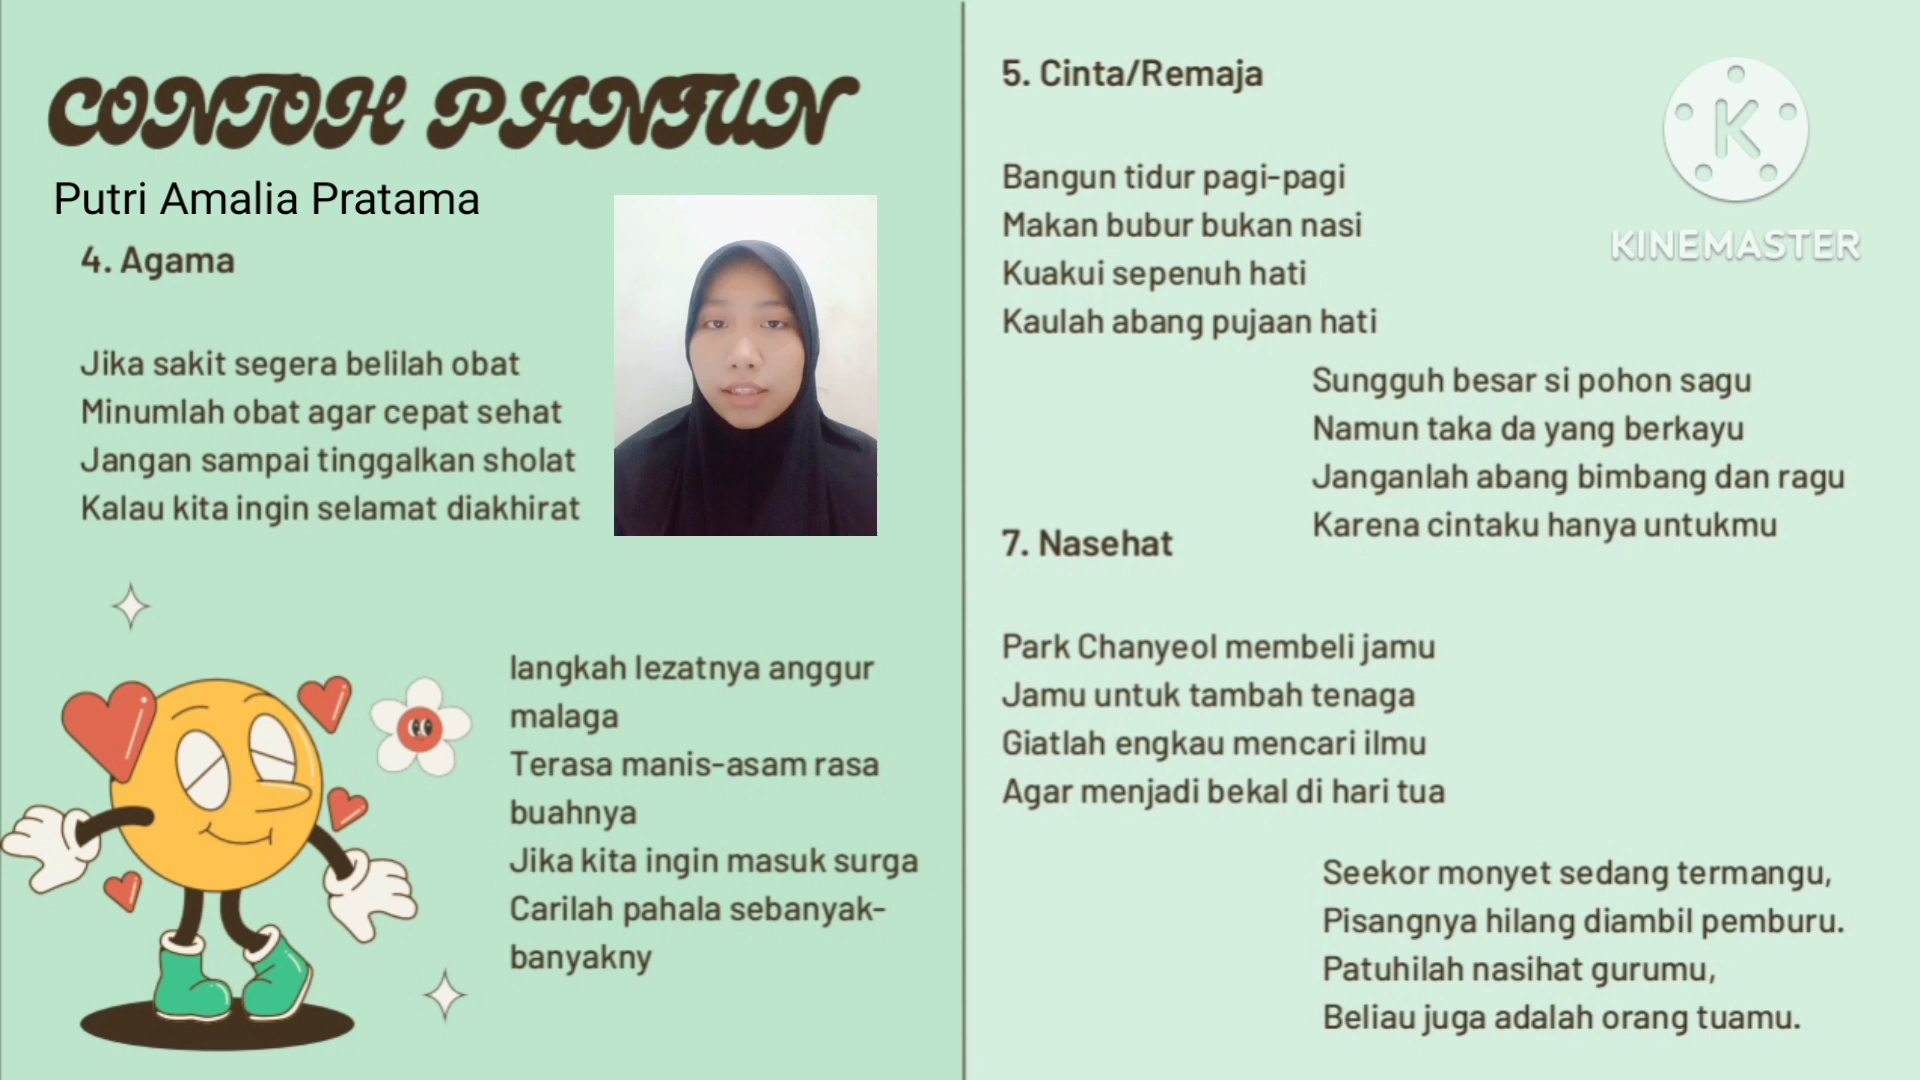 CONTOH PANTUN
Putri Amalia Pratama
4. Agama
Jika sakit segera belilah obat
Minumlah obat agar cepat sehat
Jangan sampai tinggalkan sholat
Kalau kita ingin selamat diakhirat
langkah lezatnya anggur
malaga
Terasa manis-asam rasa
buahnya
Jika kita ingin masuk surga
Carilah pahala sebanyak-
banyakny
5. Cinta/Remaja
Bangun tidur pagi-pagi
Makan bubur bukan nasi
Kuakui sepenuh hati
Kaulah abang pujaan hati
Sungguh besar si pohon sagu
Namun taka da yang berkayu
Janganlah abang bimbang dan ragu
Karena cintaku hanya untukmu
7. Nasehat
Park Chanyeol membeli jamu
Jamu untuk tambah tenaga
Giatlah engkau mencari ilmu
Agar menjadi bekal di hari tua
Seekor monyet sedang termangu,
Pisangnya hilang diambil pemburu.
Patuhilah nasihat gurumu,
Beliau juga adalah orang tuamu.
K
KINEMASTER